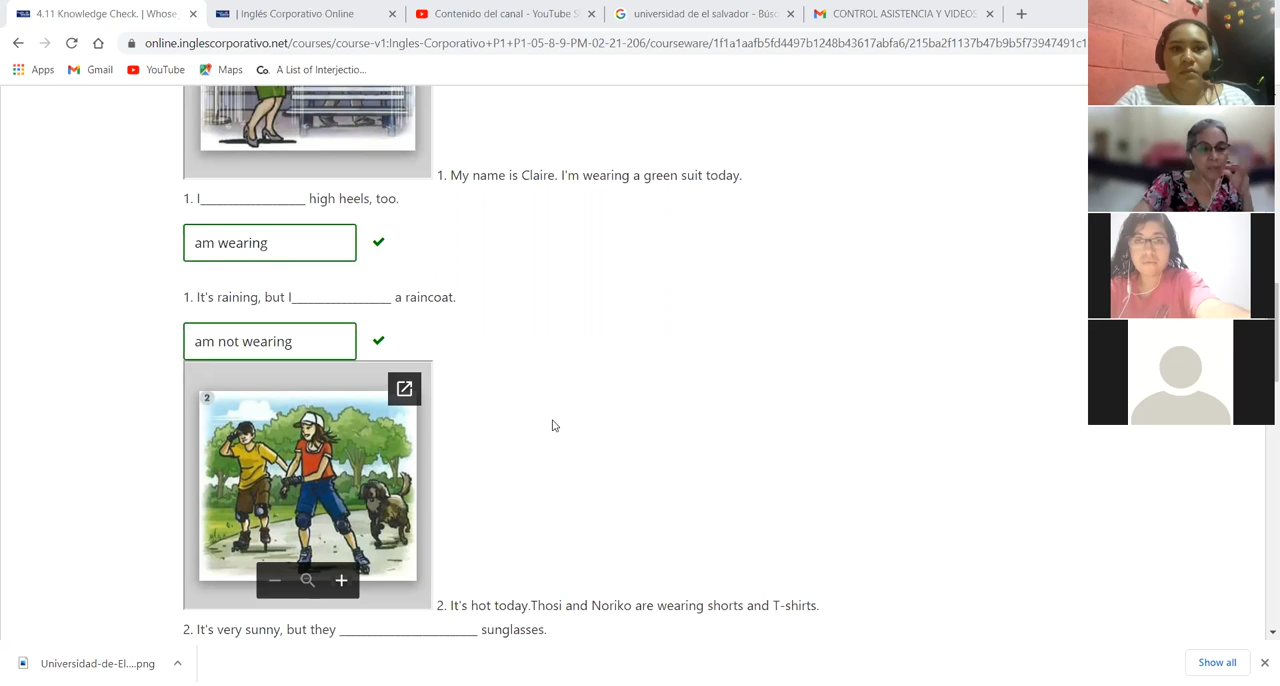 4.11 Knowledge Check. | Whose
| Inglés Corporativo Online
Contenido del canal - YouTube S
universidad de el salvador - Búsc
CONTROL ASISTENCIA Y VIDEOS
online.inglescorporativo.net/courses/course-v1:Ingles-Corporativo+P1+P1-05-8-9-PM-02-21-206/courseware/1f1a1aafb5fd4497b1248b43617abfa6/215ba2f1137b47b9b5f73947491c1
Apps
Gmail
YouTube
Maps
Co. A List of Interjectio...
1. My name is Claire. I'm wearing a green suit today.
1. I_________________ high heels, too.
am wearing
1. It's raining, but I________________ a raincoat.
am not wearing
2
2. It's hot today.Thosi and Noriko are wearing shorts and T-shirts.
2. It's very sunny, but they ______________________ sunglasses.
Universidad-de-El....png
Show all